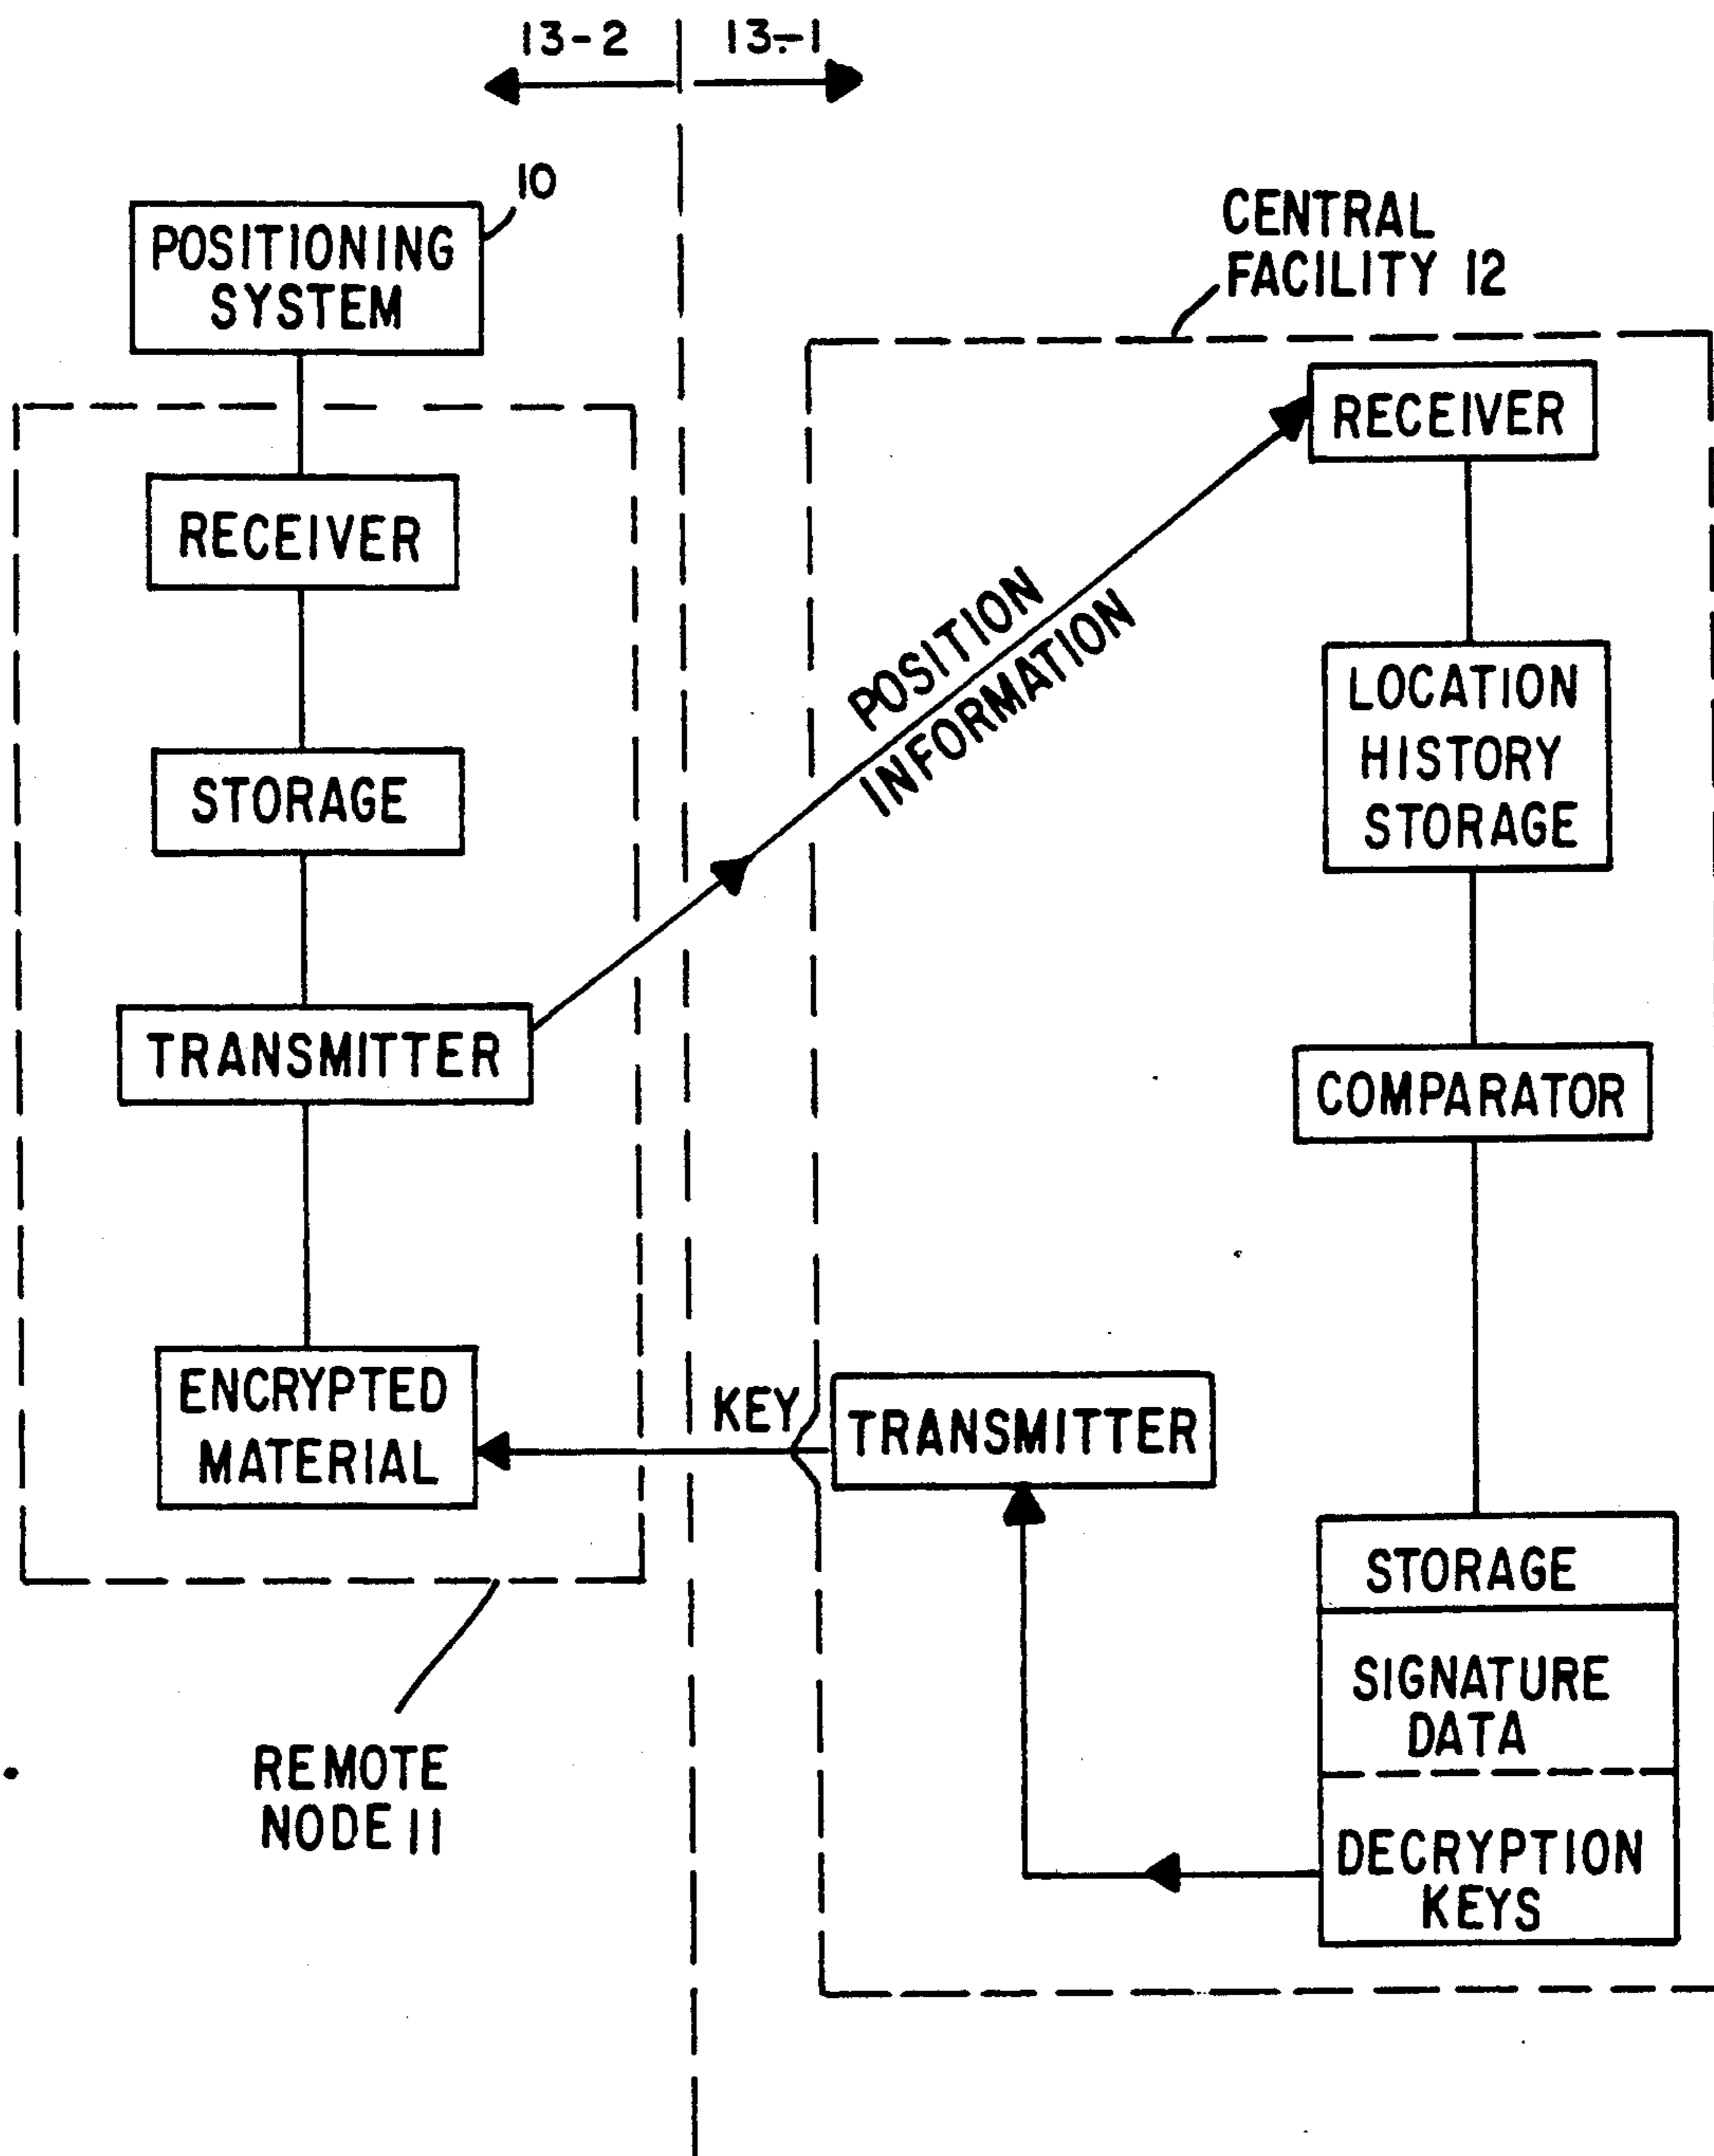 13-2
13-1
10
POSITIONING
SYSTEM
RECEIVER
STORAGE
TRANSMITTER
ENCRYPTED
MATERIAL
REMOTE
NODE 11
POSITION
INFORMATION
KEY
CENTRAL
FACILITY 12
RECEIVER
LOCATION
HISTORY
STORAGE
COMPARATOR
TRANSMITTER
STORAGE
SIGNATURE
DATA
DECRYPTION
KEYS